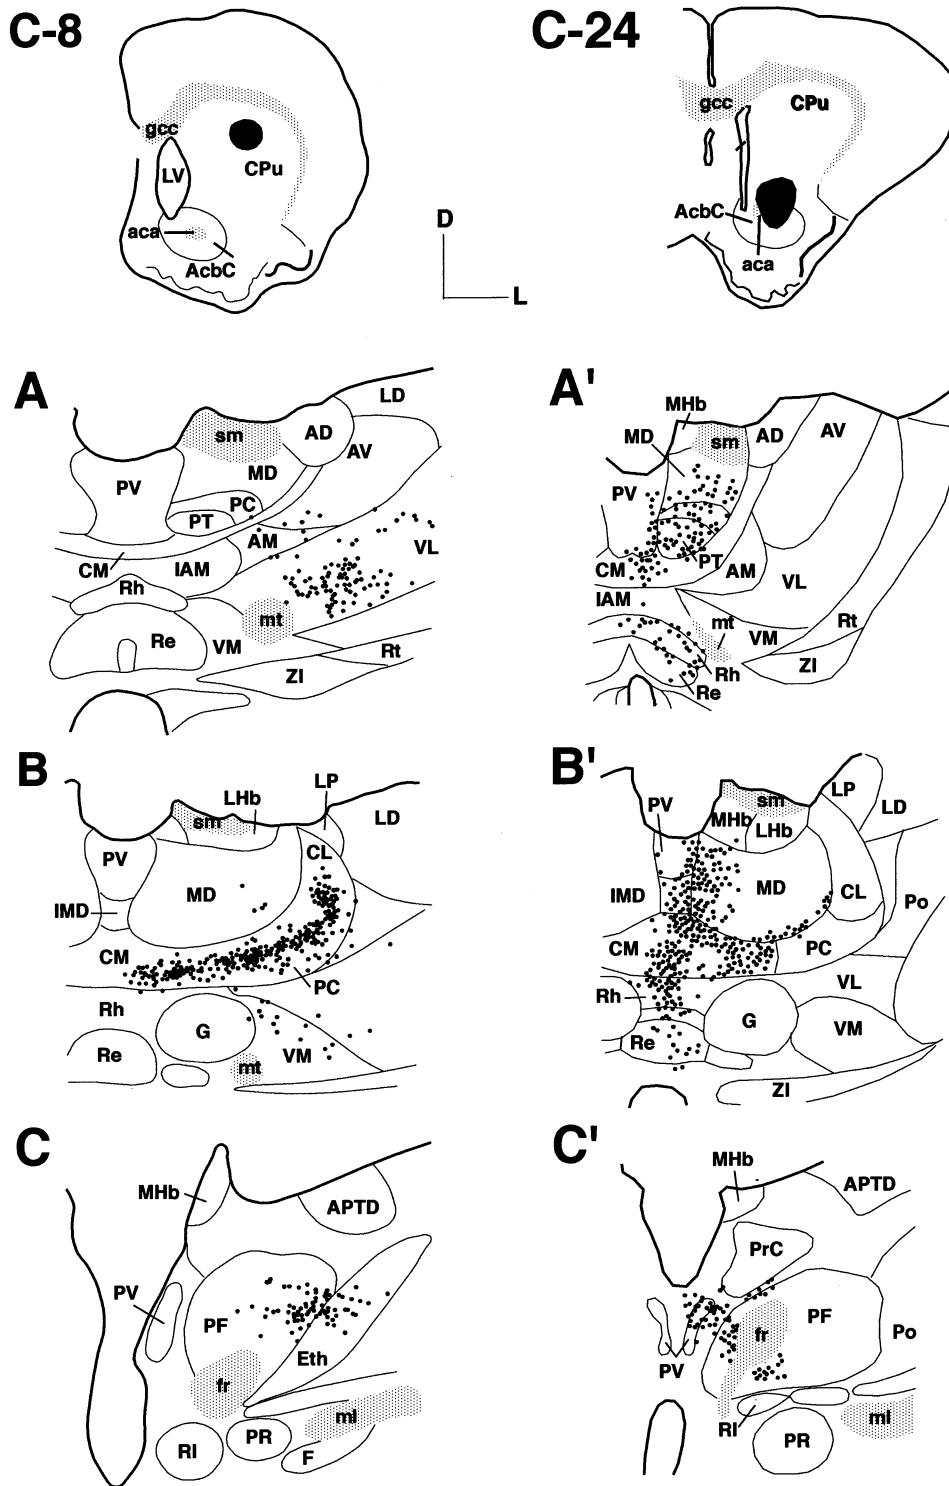 C-8
C-24
gcc
CPu
LV
aca
AcbC
D
L
gcc
CPu
AcbC
aca
A
LD
sm
AD
AV
MD
PV
PC
PT
AM
VL
CM
IAM
Rh
mt
Re
VM
Rt
ZI
A'
MHb
MD
sm
AD
AV
PV
PT
CM
AM
VL
IAM
mt
VM
Rt
Rh
ZI
Re
B
LP
LHb
sm
LD
PV
CL
MD
IMD
CM
PC
Rh
G
Re
VM
mt
B'
PV
sm
LP
MHb
LHb
LD
IMD
MD
CL
Po
CM
PC
VL
Rh
G
VM
Re
ZI
C
MHb
APTD
PV
PF
Eth
fr
ml
RI
PR
F
C'
MHb
APTD
PrC
PF
fr
Po
PV
RI
PR
ml